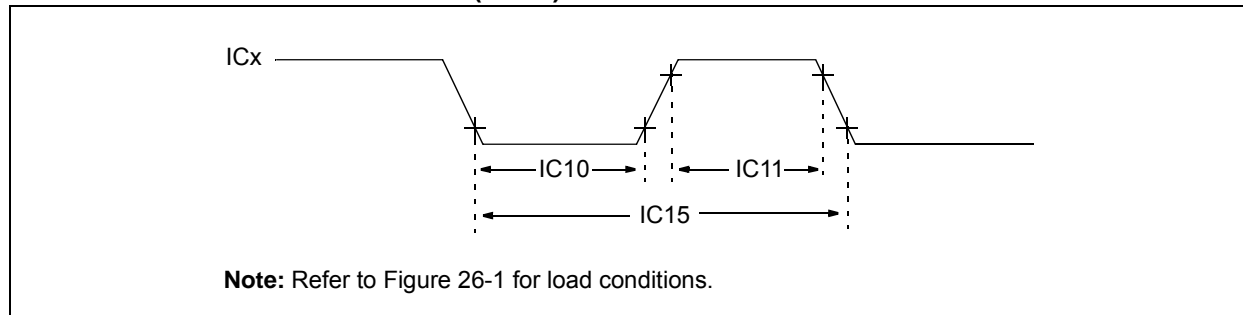 ICx
IC10
IC11
IC15
Note: Refer to Figure 26-1 for load conditions.